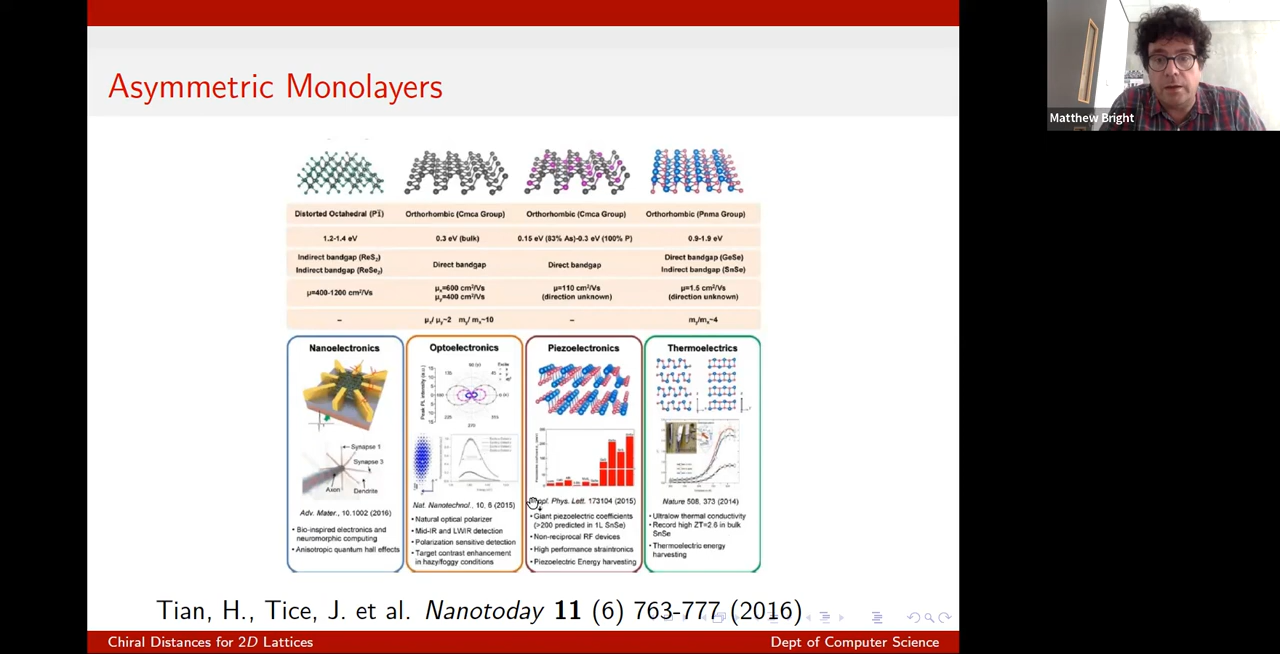 Asymmetric Monolayers
Matthew Bright
Distorted Octahedral (P1̅) Orthorhombic (Cmca Group) Orthorhombic (Cmca Group) Orthorhombic (Pnma Group)
1.2-1.4 eV 0.3 eV (bulk) 0.15 eV (83% As)-0.3 eV (100% P) 0.9-1.9 eV
Indirect bandgap (ReS₂) Direct bandgap (GeSe)
Direct bandgap Direct bandgap
Indirect bandgap (ReSe₂) Indirect bandgap (SnSe)
μₓ=600 cm²/Vs μ=110 cm²/Vs μ=1.5 cm²/Vs
μ=400-1200 cm²/Vs
μᵧ=400 cm²/Vs (direction unknown) (direction unknown)
– μₓ/ μᵧ~2 mᵧ/ mₓ~10 – mᵧ/mₓ~4
Nanoelectronics
Synapse 1
Synapse 3
Axon Dendrite
Adv. Mater., 10.1002 (2016)
• Bio-inspired electronics and
neuromorphic computing
• Anisotropic quantum hall effects
Optoelectronics
Peak PL intensity (a.u.)
Nat. Nanotechnol., 10, 6 (2015)
• Natural optical polarizer
• Mid-IR and LWIR detection
• Polarization sensitive detection
• Target contrast enhancement
in hazy/foggy conditions
Piezoelectronics
Phys. Lett. 173104 (2015)
• Giant piezoelectric coefficients
(>200 predicted in 1L SnSe)
• Non-reciprocal RF devices
• High performance straintronics
• Piezoelectric Energy harvesting
Thermoelectrics
Nature 508, 373 (2014)
• Ultralow thermal conductivity
• Record high ZT=2.6 in bulk
SnSe
• Thermoelectric energy
harvesting
Tian, H., Tice, J. et al. Nanotoday 11 (6) 763-777 (2016)
Chiral Distances for 2D Lattices
Dept of Computer Science